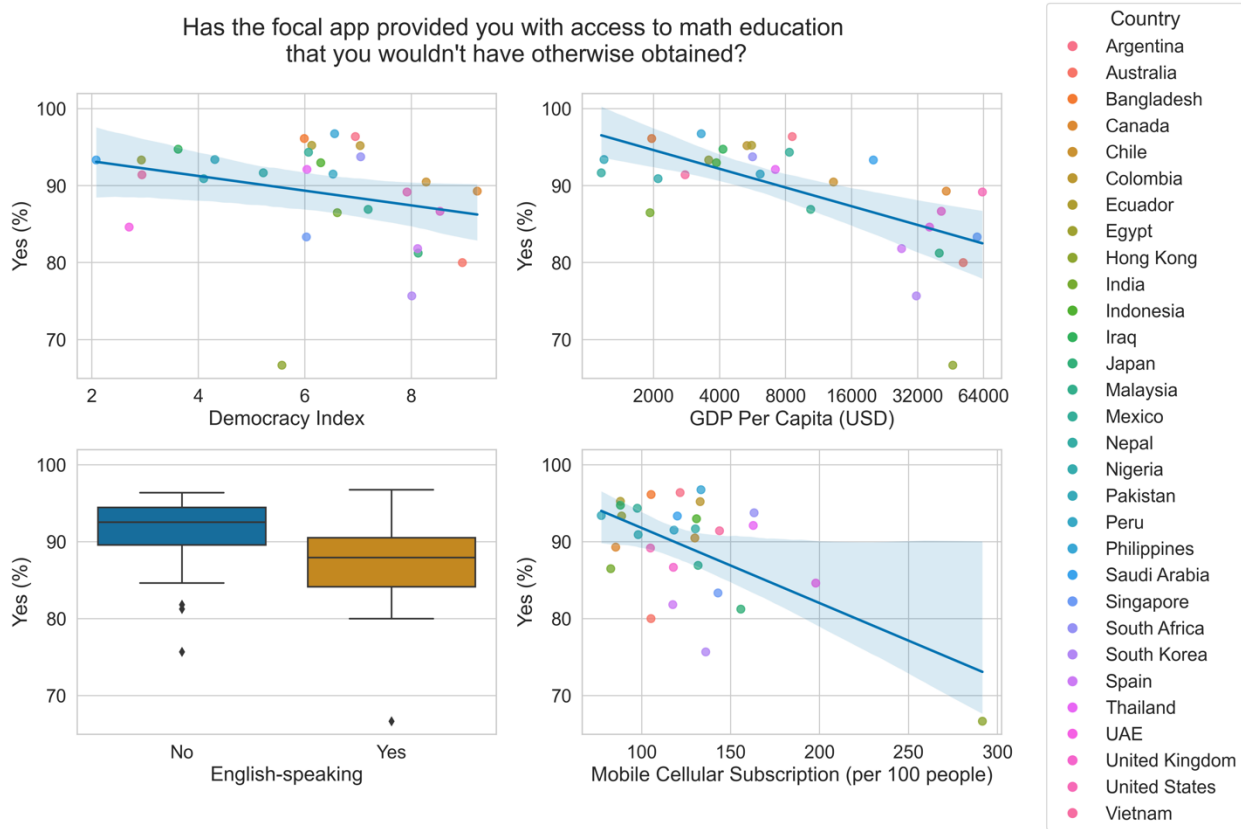 Has the focal app provided you with access to math education
that you wouldn't have otherwise obtained?
100
90
80
70
Yes (%)
2 4 6 8
Democracy Index
100
90
80
70
Yes (%)
2000 4000 8000 16000 32000 64000
GDP Per Capita (USD)
100
90
80
70
Yes (%)
No Yes
English-speaking
100
90
80
70
Yes (%)
100 150 200 250 300
Mobile Cellular Subscription (per 100 people)
Country
Argentina
Australia
Bangladesh
Canada
Chile
Colombia
Ecuador
Egypt
Hong Kong
India
Indonesia
Iraq
Japan
Malaysia
Mexico
Nepal
Nigeria
Pakistan
Peru
Philippines
Saudi Arabia
Singapore
South Africa
South Korea
Spain
Thailand
UAE
United Kingdom
United States
Vietnam